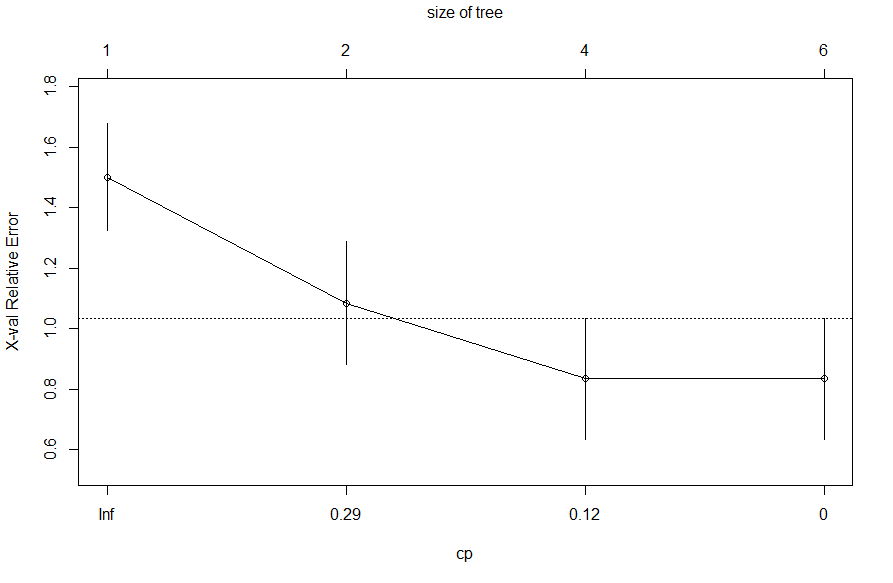 size of tree
1 2 4 6
1.8
1.6
1.4
1.2
1.0
0.8
0.6
X-val Relative Error
Inf 0.29 0.12 0
cp